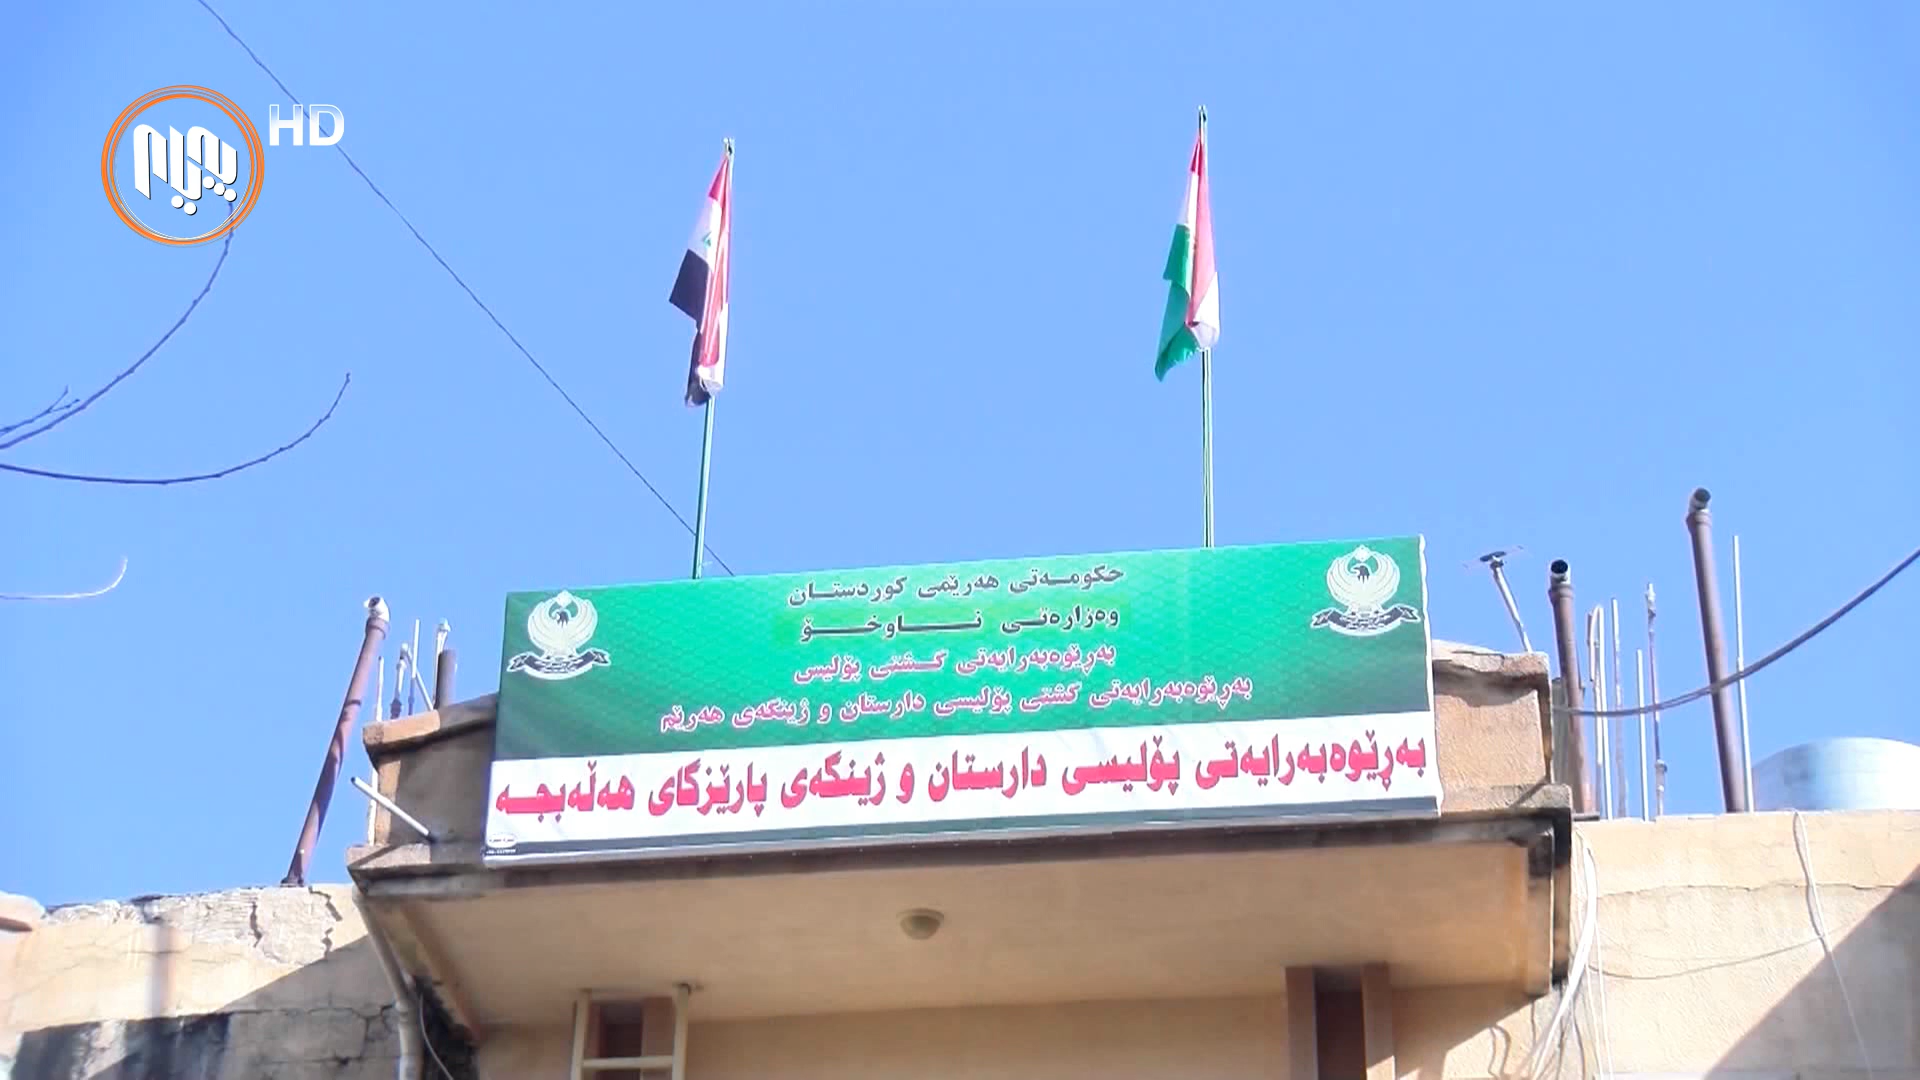 پەیام HD
حکومەتی هەرێمی کوردستان
وەزارەتی ناوخۆ
بەڕێوەبەرایەتی گشتی پۆلیس
بەڕێوەبەرایەتی گشتی پۆلیسی دارستان و ژینگەی هەرێم
بەڕێوەبەرایەتی پۆلیسی دارستان و ژینگەی پارێزگای هەڵەبجە